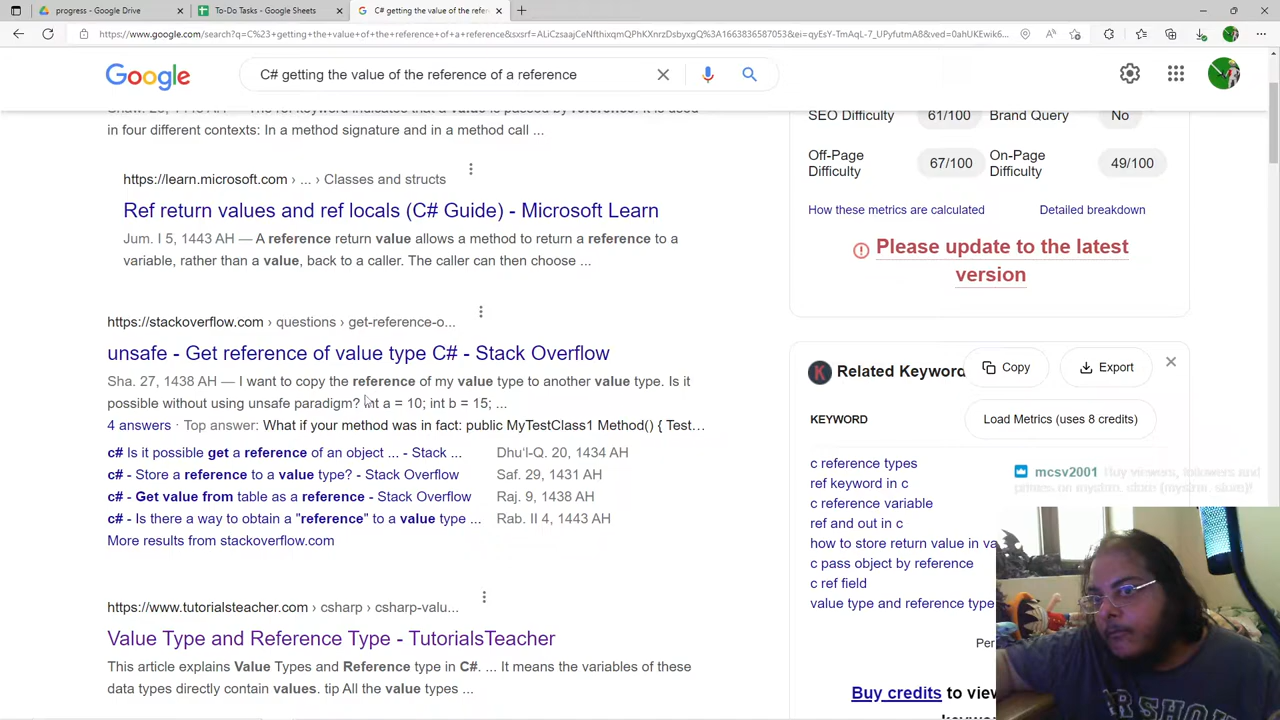 progress - Google Drive
To-Do Tasks - Google Sheets
C# getting the value of the refer
https://www.google.com/search?q=C%23+getting+the+value+of+the+reference+of+a+reference&sxsrf=
Google
C# getting the value of the reference of a reference
in four different contexts: In a method signature and in a method call ...
https://learn.microsoft.com › ... › Classes and structs
Ref return values and ref locals (C# Guide) - Microsoft Learn
Jum. I 5, 1443 AH — A reference return value allows a method to return a reference to a
variable, rather than a value, back to a caller. The caller can then choose ...
https://stackoverflow.com › questions › get-reference-o...
unsafe - Get reference of value type C# - Stack Overflow
Sha. 27, 1438 AH — I want to copy the reference of my value type to another value type. Is it
possible without using unsafe paradigm? int a = 10; int b = 15; ...
4 answers · Top answer: What if your method was in fact: public MyTestClass1 Method() { Test...
c# Is it possible get a reference of an object ... - Stack ... Dhuʻl-Q. 20, 1434 AH
c# - Store a reference to a value type? - Stack Overflow Saf. 29, 1431 AH
c# - Get value from table as a reference - Stack Overflow Raj. 9, 1438 AH
c# - Is there a way to obtain a "reference" to a value type ... Rab. II 4, 1443 AH
More results from stackoverflow.com
https://www.tutorialsteacher.com › csharp › csharp-valu...
Value Type and Reference Type - TutorialsTeacher
This article explains Value Types and Reference type in C#. ... It means the variables of these
data types directly contain values. tip All the value types ...
SEO Difficulty 61/100 Brand Query No
Off-Page Difficulty 67/100 On-Page Difficulty 49/100
How these metrics are calculated Detailed breakdown
Please update to the latest
version
K Related Keyword Copy Export
KEYWORD Load Metrics (uses 8 credits)
c reference types
ref keyword in c
c reference variable
ref and out in c
how to store return value in va
c pass object by reference
c ref field
value type and reference type
Buy credits to view
mcsv2001 Buy viewers, followers and